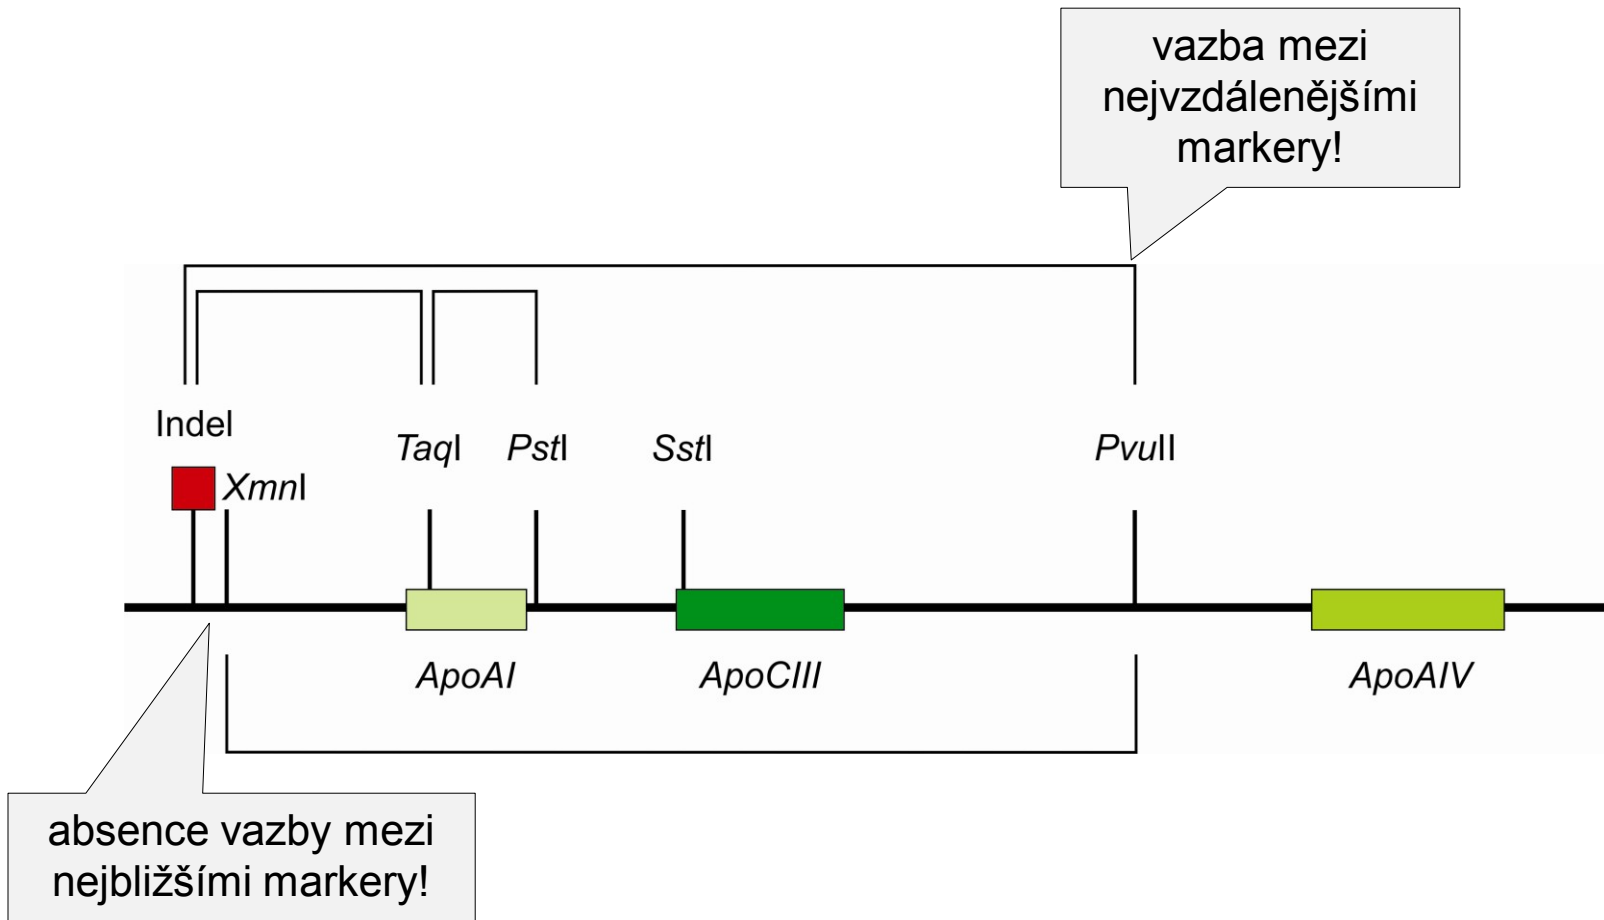 vazba mezi
nejvzdálenějšími
markery!
Indel
XmnI
TaqI
PstI
SstI
PvuII
ApoAI
ApoCIII
ApoAIV
absence vazby mezi
nejbližšími markery!